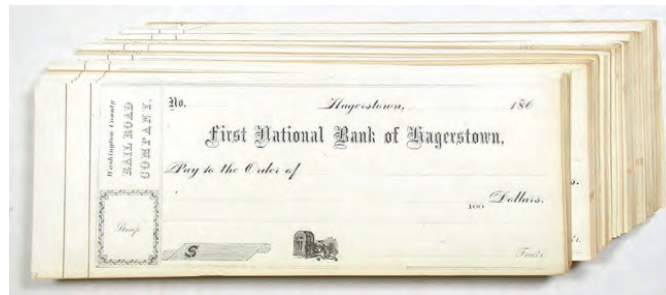 Washington County
RAIL ROAD
COMPANY.
No.
Hagerstown, 186
First National Bank of Hagerstown,
Pay to the Order of
100 Dollars.
Stamp.
$
Treas'r.
s.
r.
186